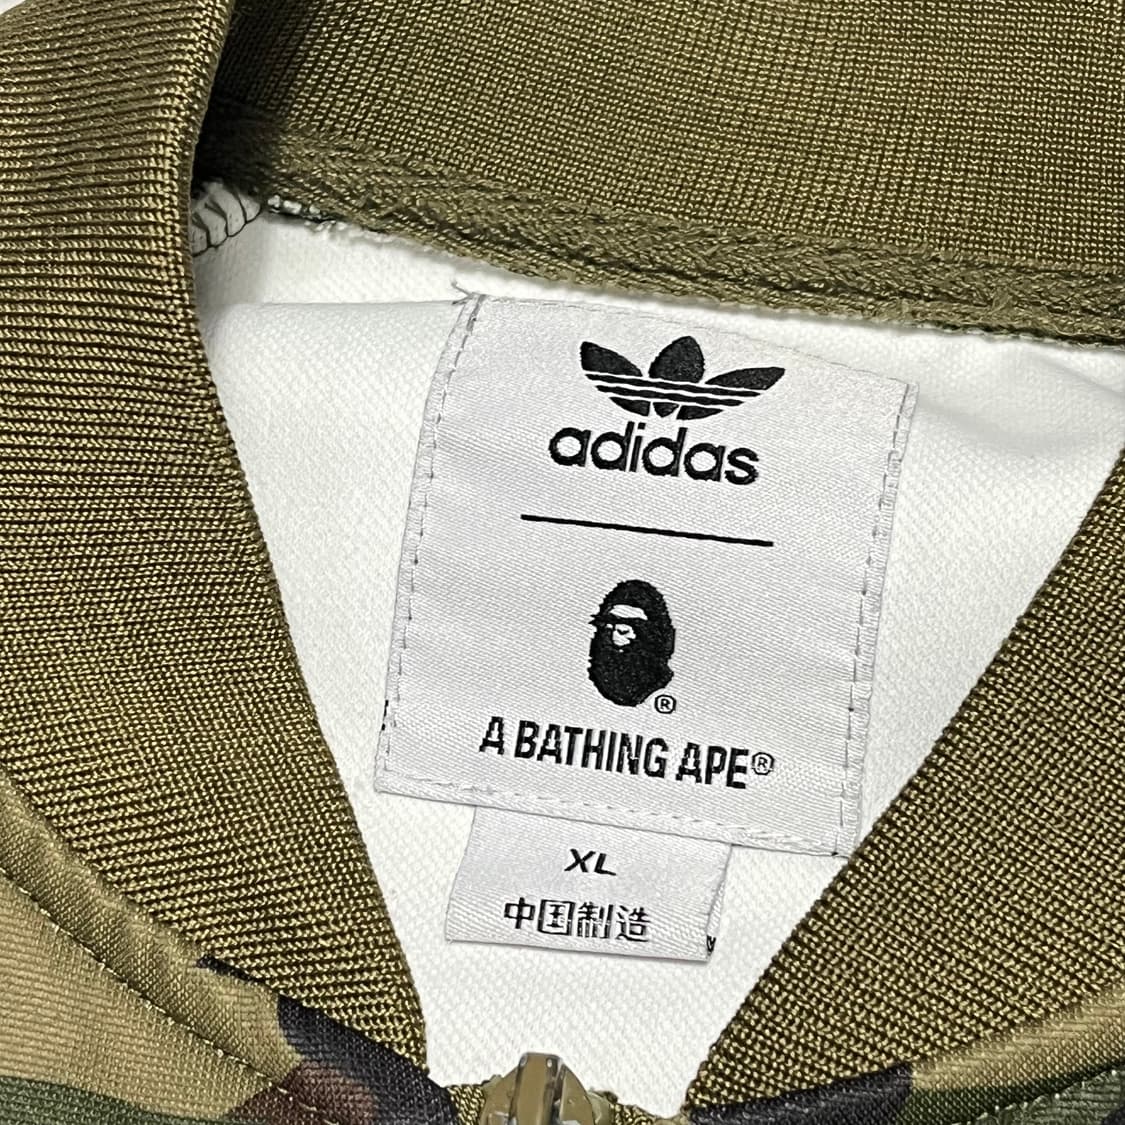 adidas
®
A BATHING APE®
XL
中国制造